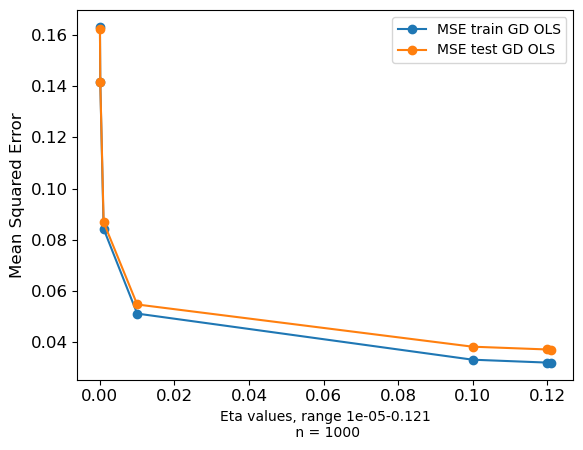 MSE train GD OLS
MSE test GD OLS
Mean Squared Error
0.16
0.14
0.12
0.10
0.08
0.06
0.04
0.00 0.02 0.04 0.06 0.08 0.10 0.12
Eta values, range 1e-05-0.121
n = 1000